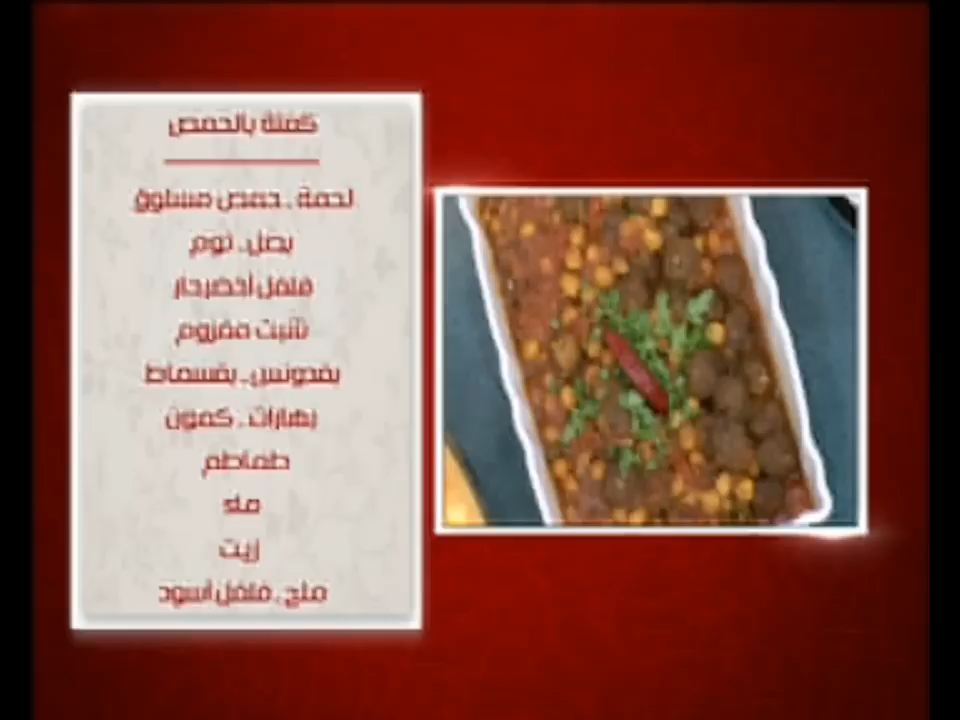 كفتة بالحمص
لحمة . حمص مسلوق
بصل . ثوم
فلفل أخضر حار
شبت مفروم
بقدونس . بقسماط
بهارات . كمون
طماطم
ماء
زيت
ملح . فلفل أسود